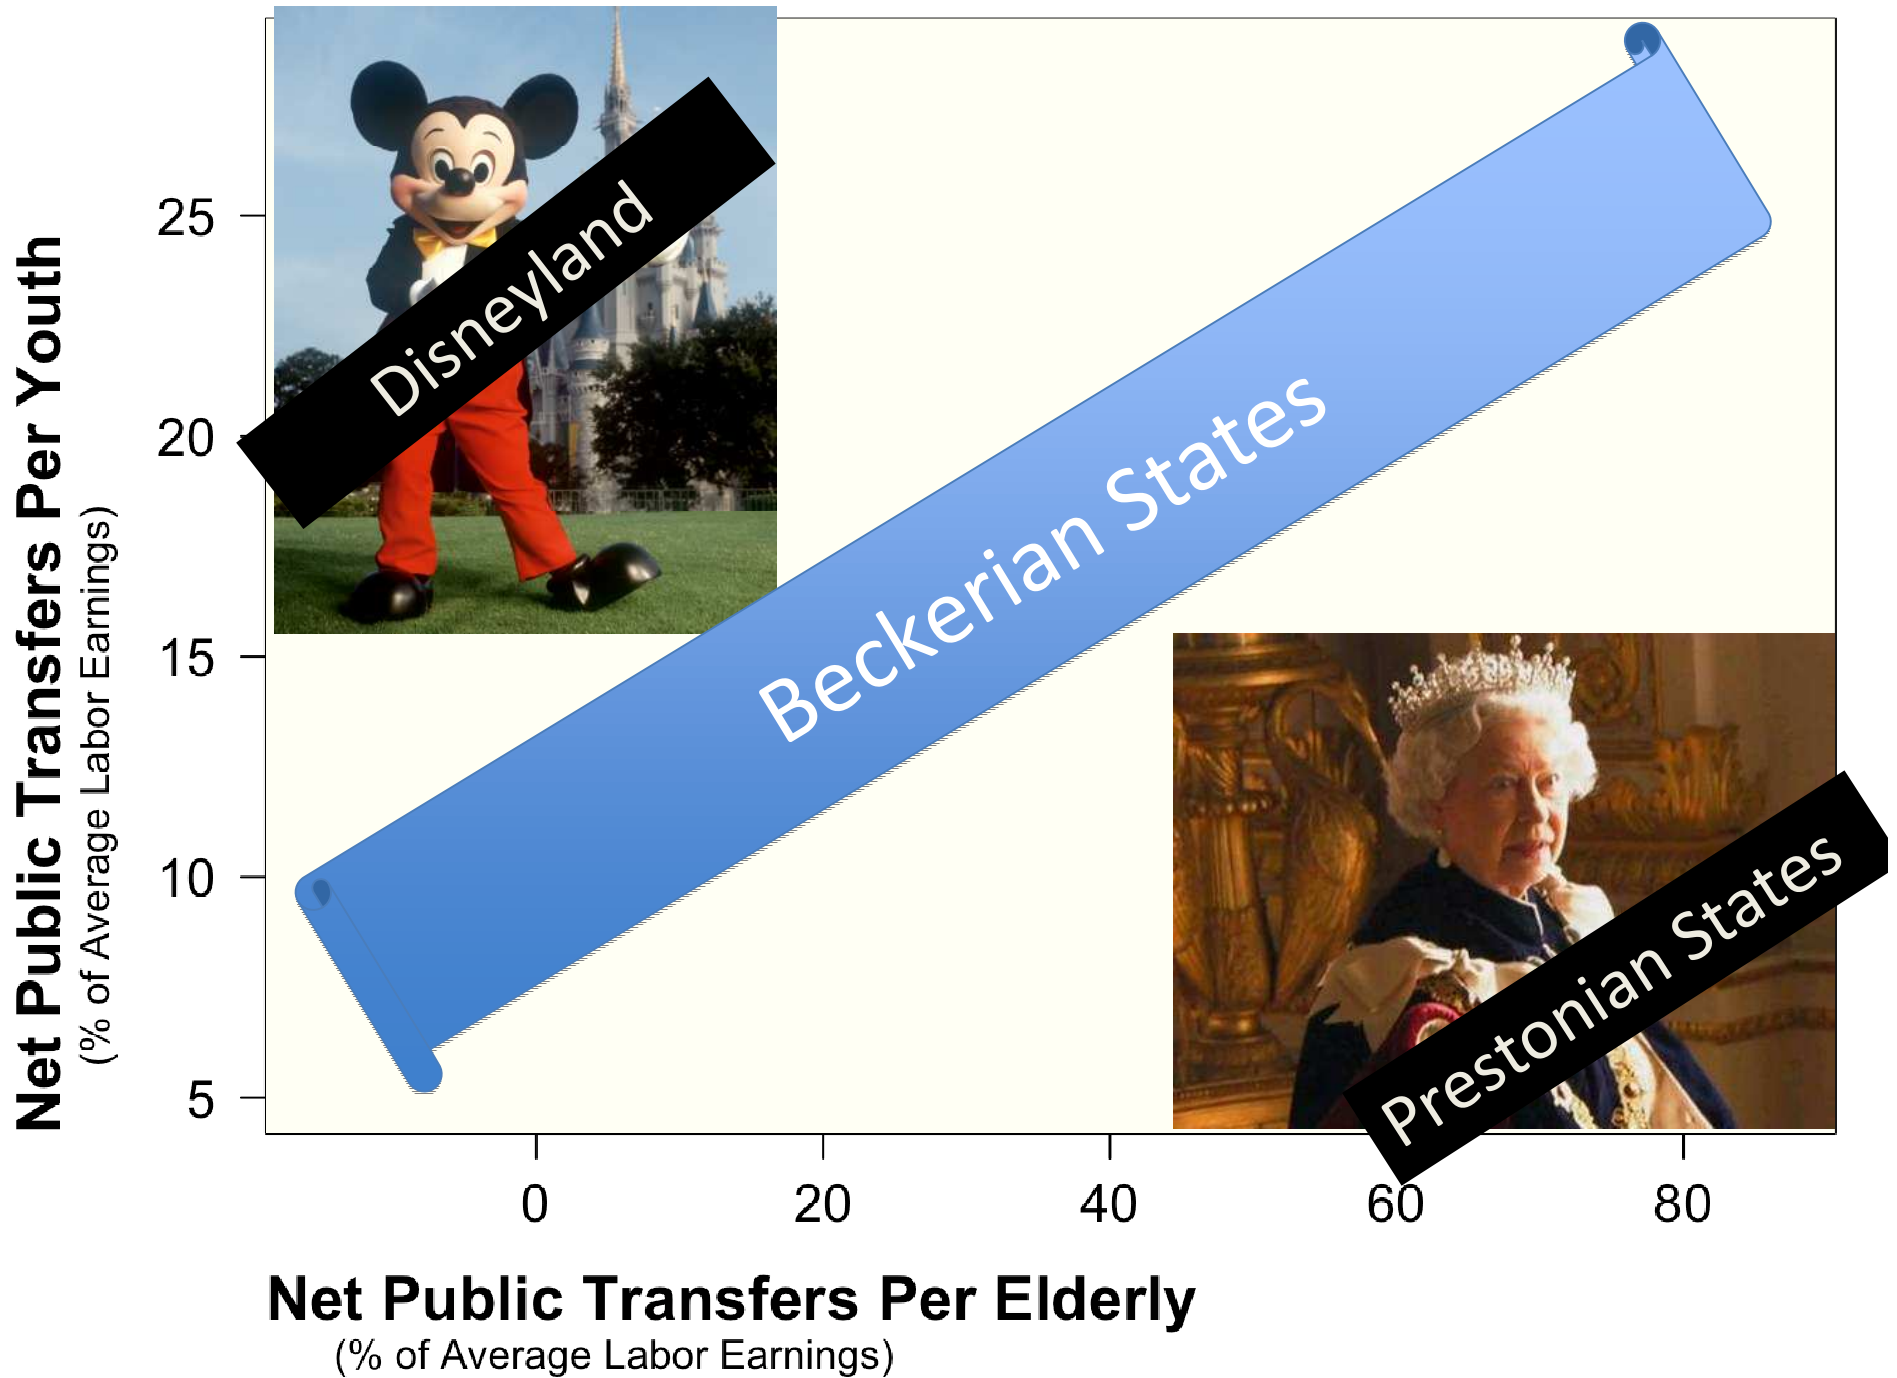 Net Public Transfers Per Youth
(% of Average Labor Earnings)
25
20
15
10
5
Disneyland
Beckerian States
Prestonian States
0 20 40 60 80
Net Public Transfers Per Elderly
(% of Average Labor Earnings)